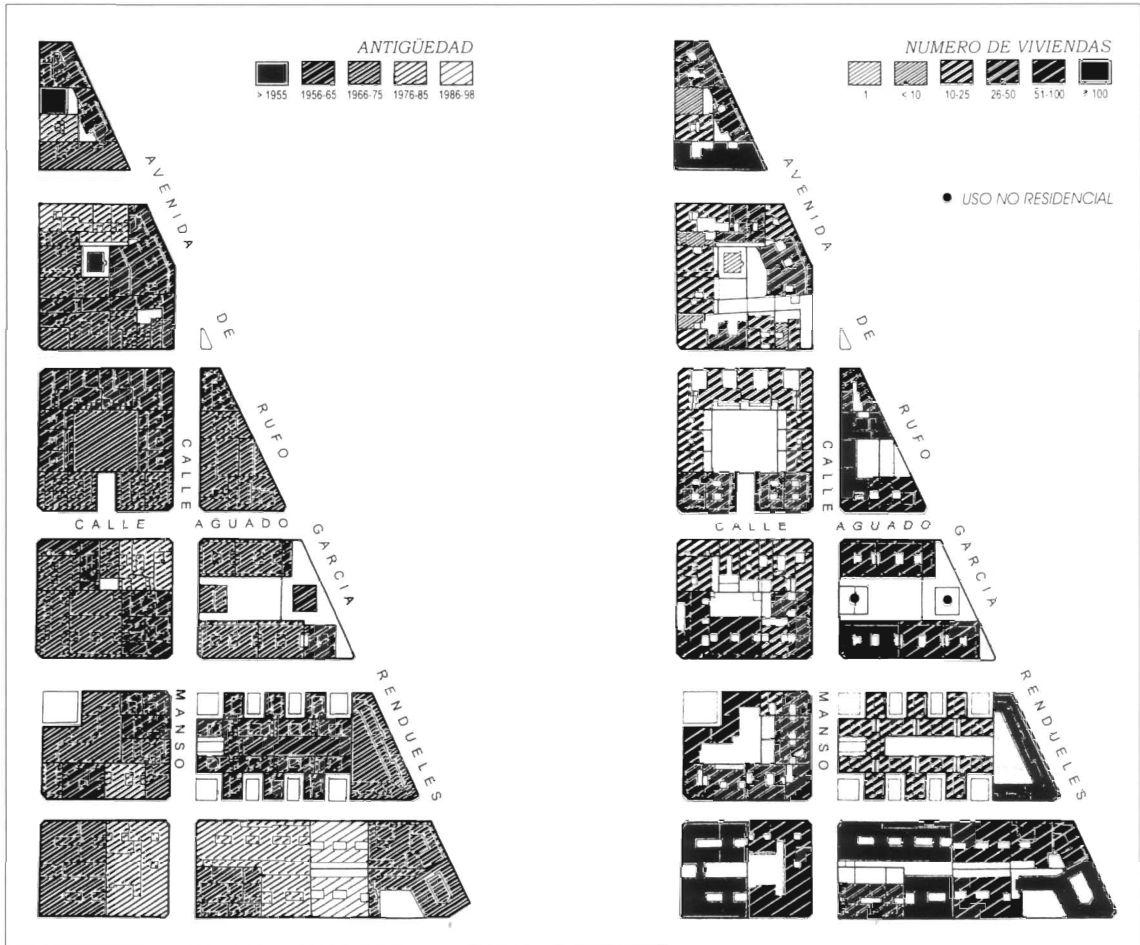 ANTIGÜEDAD
> 1955 1956-65 1966-75 1976-85 1986-98
AVENIDA
DE
RUFO
GARCIA
RENDUELES
CALLE
MANSO
CALLE AGUADO
NUMERO DE VIVIENDAS
1 < 10 10-25 26-50 51-100 100
USO NO RESIDENCIAL
AVENIDA
DE
RUFO
GARCIA
RENDUELES
CALLE
MANSO
CALLE AGUADO